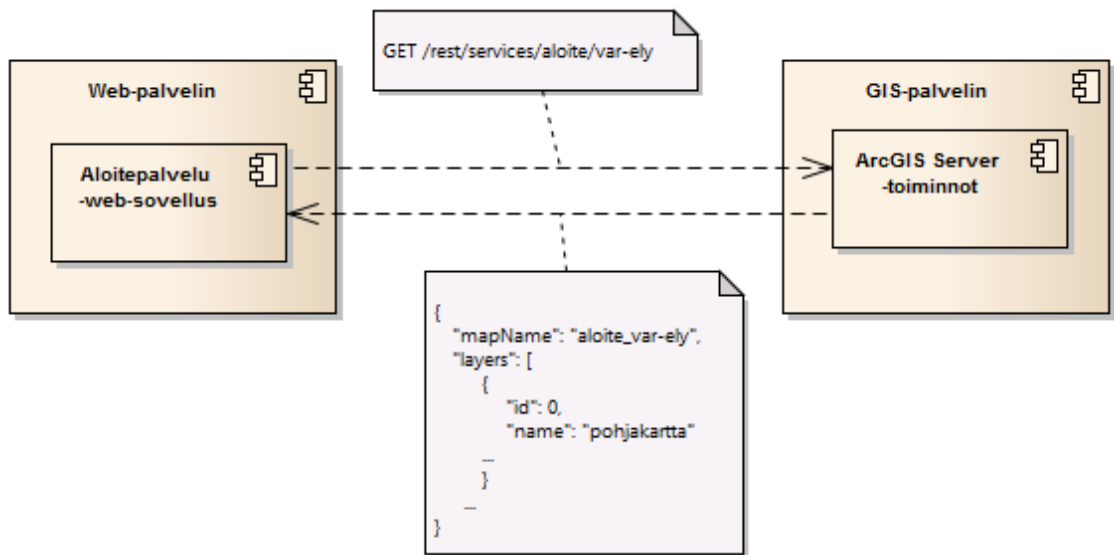 GET /rest/services/aloite/var-ely
Web-palvelin
GIS-palvelin
Aloitepalvelu
-web-sovellus
ArcGIS Server
-toiminnot
{
"mapName": "aloite_var-ely",
"layers": [
{
"id": 0,
"name": "pohjakartta"
...
}
...
}